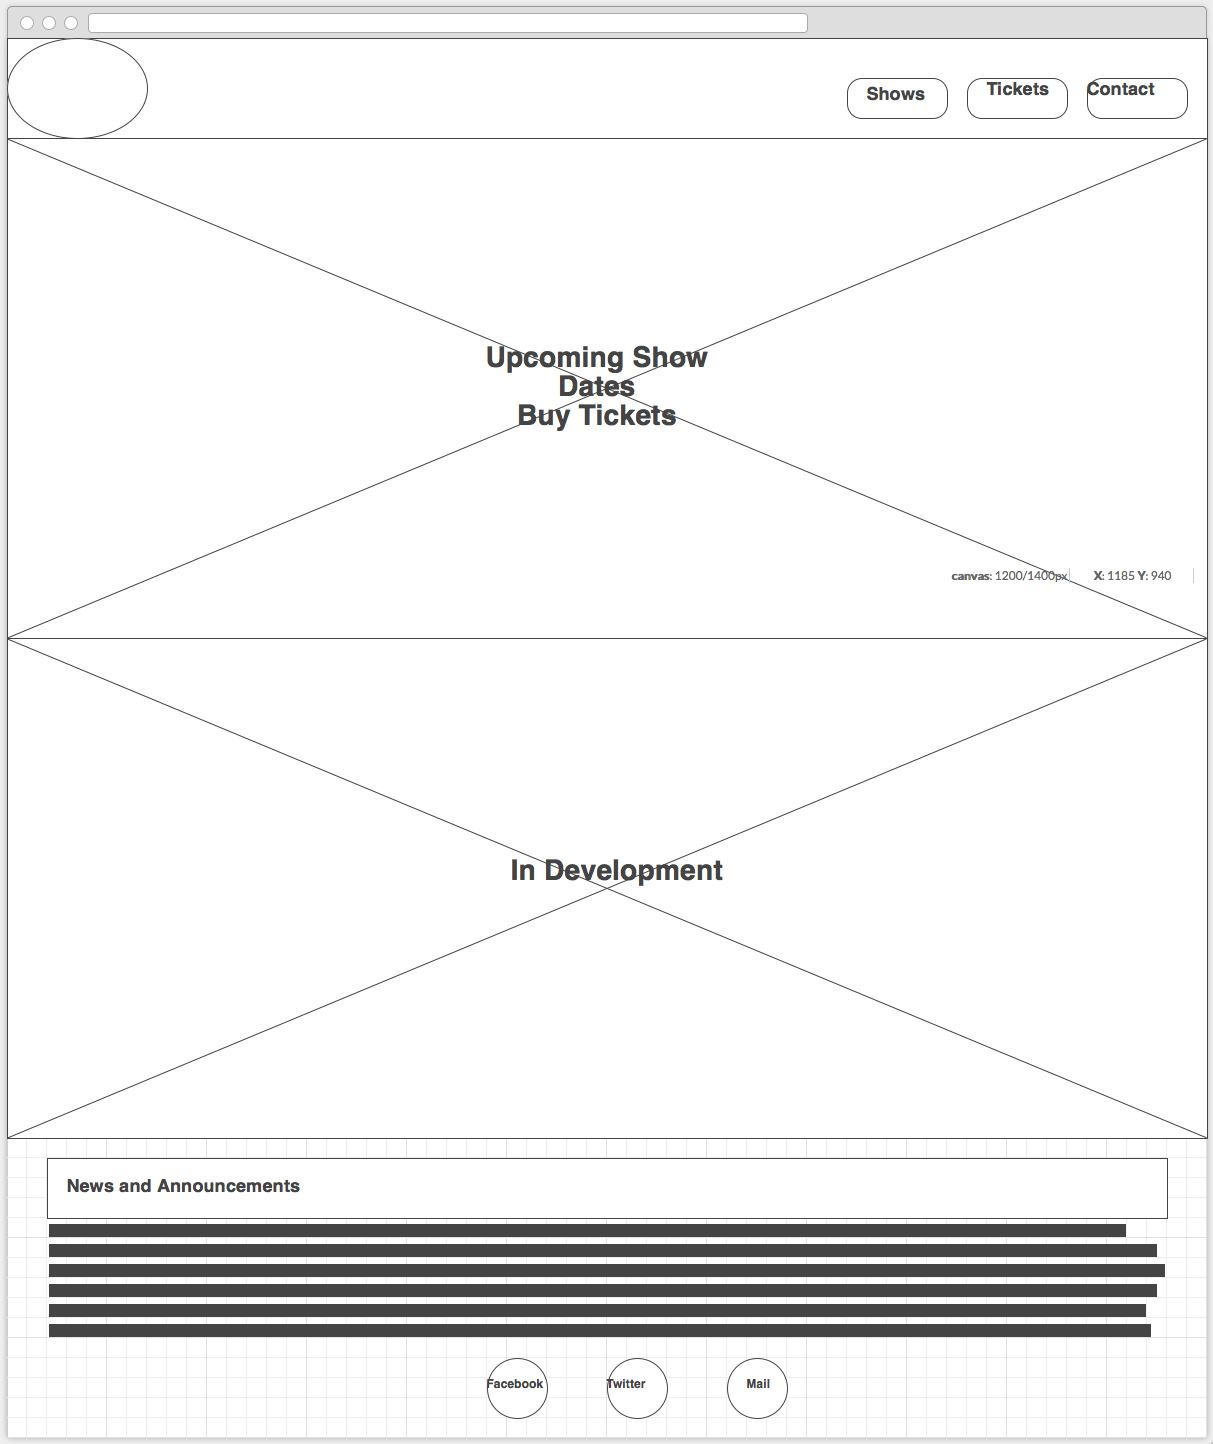 Shows Tickets Contact
Upcoming Show
Dates
Buy Tickets
canvas: 1200/1400px X: 1185 Y: 940
In Development
News and Announcements
Facebook Twitter Mail